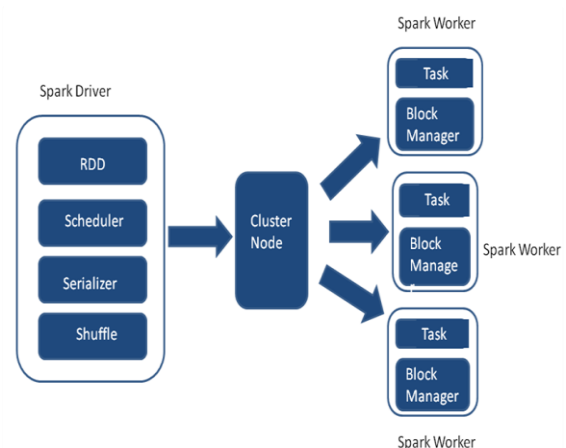 Spark Driver
RDD
Scheduler
Serializer
Shuffle
Cluster
Node
Spark Worker
Task
Block
Manager
Task
Block
Manage
Spark Worker
Task
Block
Manager
Spark Worker